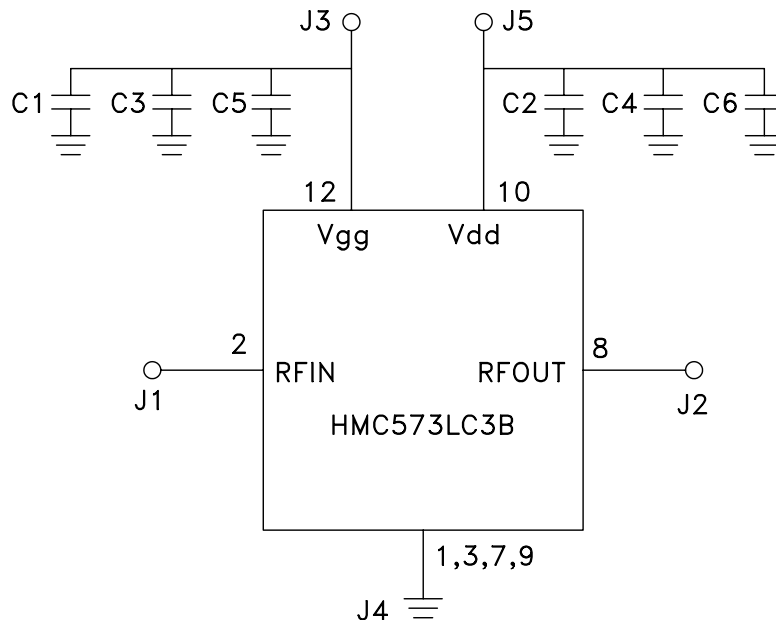 J3 J5
C1 C3 C5 C2 C4 C6
12 10
Vgg Vdd
2 8
RFIN RFOUT
J1 J2
HMC573LC3B
1,3,7,9
J4